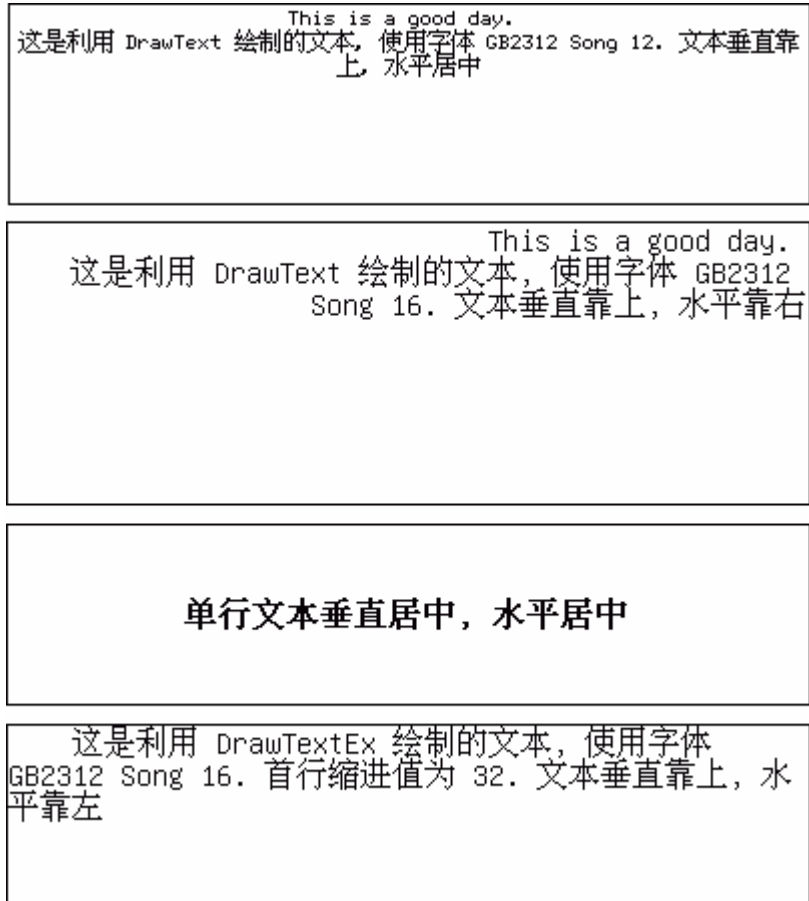 This is a good day.
这是利用 DrawText 绘制的文本, 使用字体 GB2312 Song 12. 文本垂直靠
上, 水平居中
This is a good day.
这是利用 DrawText 绘制的文本, 使用字体 GB2312
Song 16. 文本垂直靠上, 水平靠右
单行文本垂直居中, 水平居中
这是利用 DrawTextEx 绘制的文本, 使用字体
GB2312 Song 16. 首行缩进值为 32. 文本垂直靠上, 水
平靠左